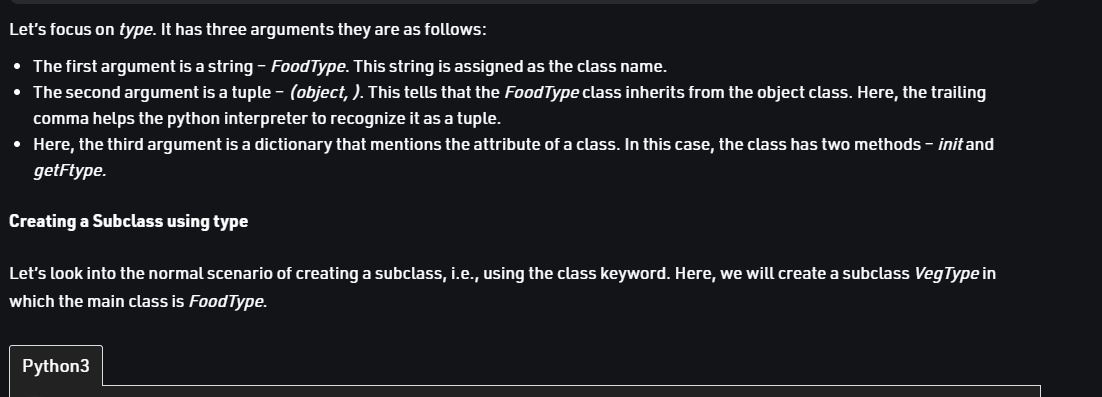 Let's focus on type. It has three arguments they are as follows:
• The first argument is a string – FoodType. This string is assigned as the class name.
• The second argument is a tuple – (object, ). This tells that the FoodType class inherits from the object class. Here, the trailing
comma helps the python interpreter to recognize it as a tuple.
• Here, the third argument is a dictionary that mentions the attribute of a class. In this case, the class has two methods – init and
getFtype.
Creating a Subclass using type
Let's look into the normal scenario of creating a subclass, i.e., using the class keyword. Here, we will create a subclass VegType in
which the main class is FoodType.
Python3